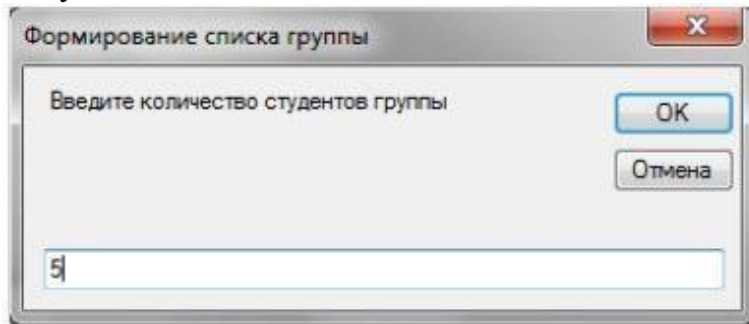 Формирование списка группы
Введите количество студентов группы
OK
Отмена
5